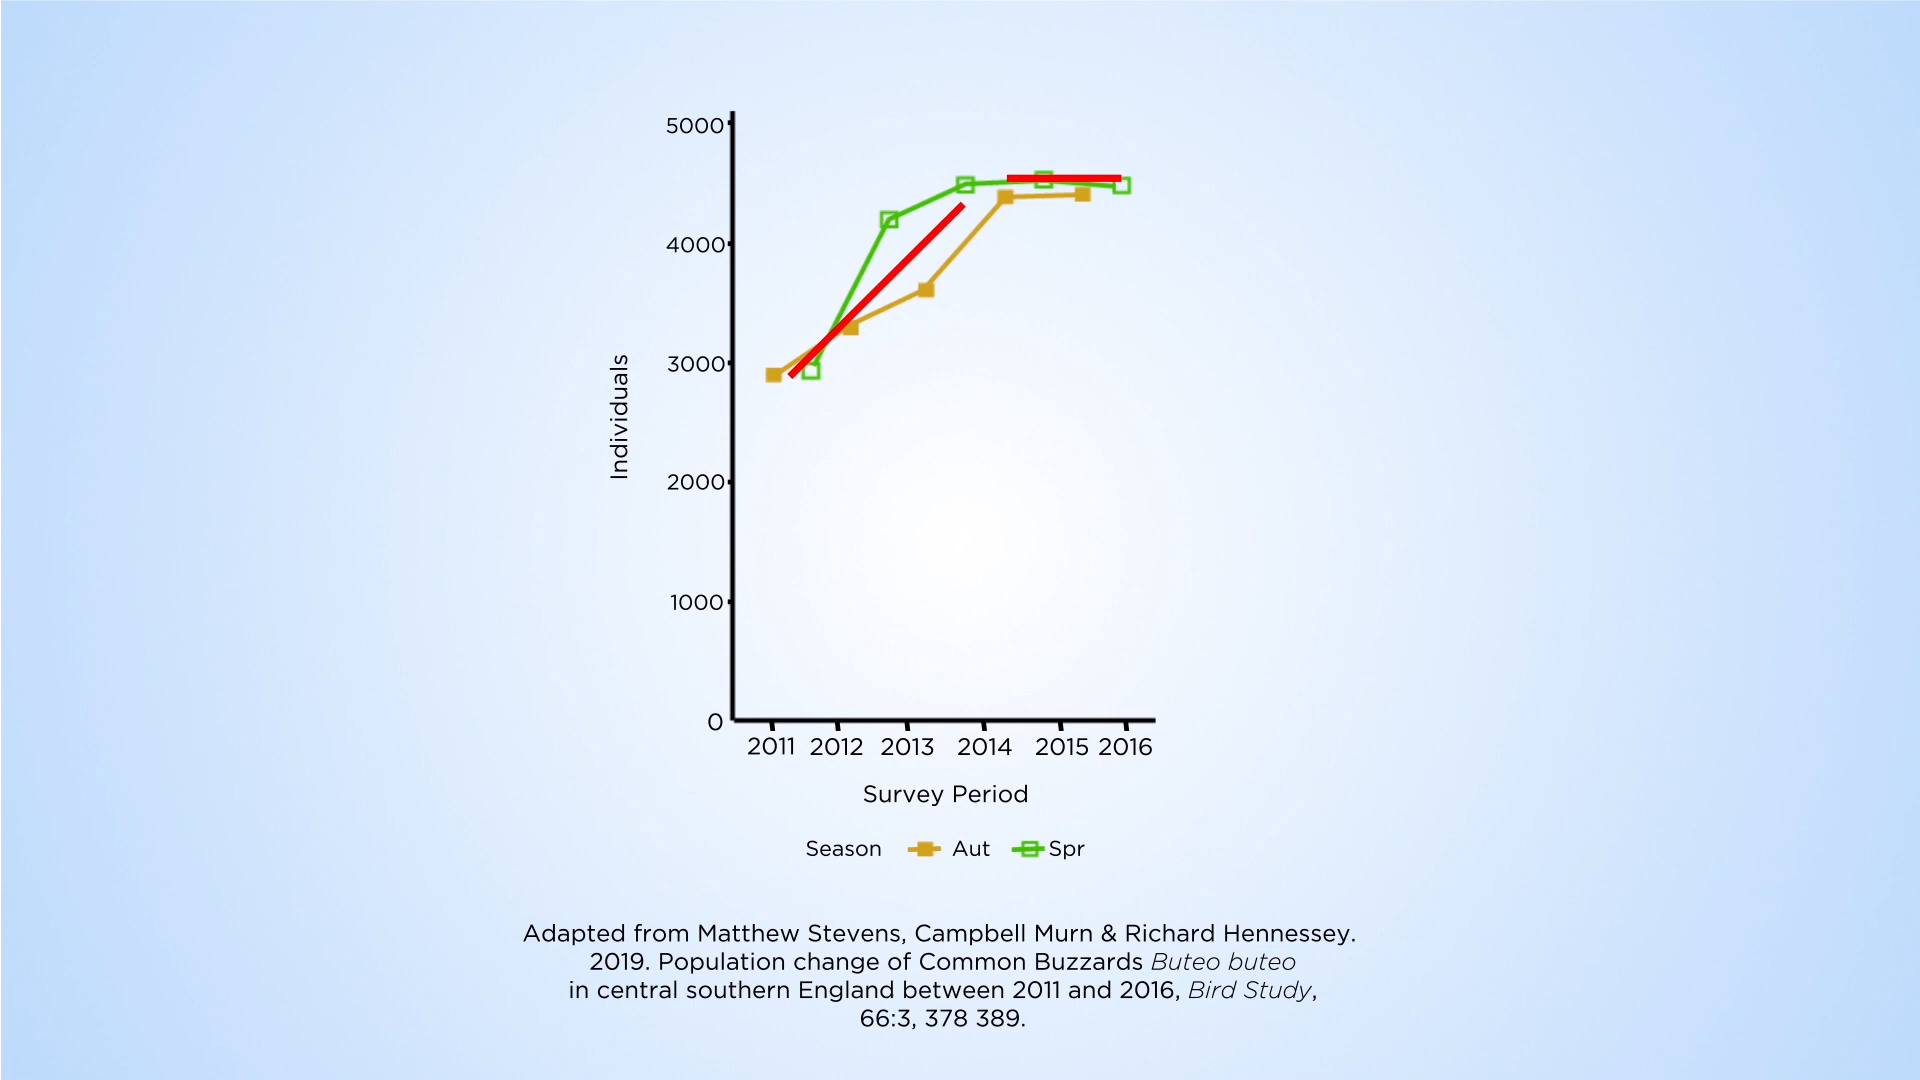 5000
4000
3000
2000
1000
0
Individuals
2011 2012 2013 2014 2015 2016
Survey Period
Season Aut Spr
Adapted from Matthew Stevens, Campbell Murn & Richard Hennessey.
2019. Population change of Common Buzzards Buteo buteo
in central southern England between 2011 and 2016, Bird Study,
66:3, 378 389.